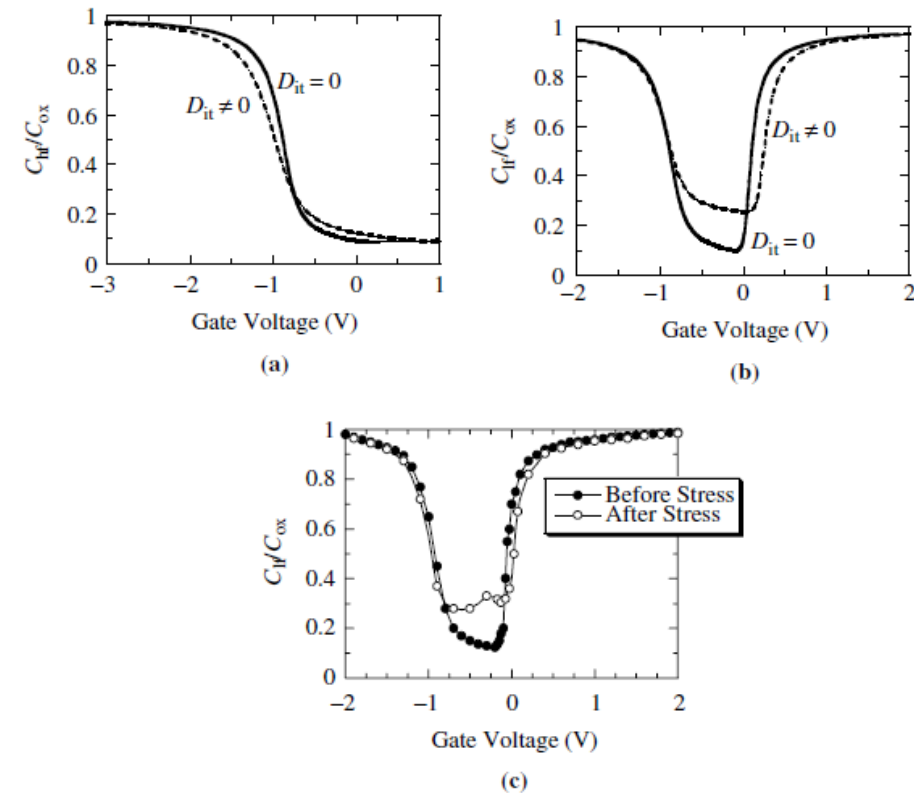 1
0.8
0.6
0.4
0.2
0
C_hf/C_ox
D_it = 0
D_it ≠ 0
−3 −2 −1 0 1
Gate Voltage (V)
(a)
1
0.8
0.6
0.4
0.2
0
C_lf/C_ox
D_it ≠ 0
D_it = 0
−2 −1 0 1 2
Gate Voltage (V)
(b)
1
0.8
0.6
0.4
0.2
0
C_lf/C_ox
Before Stress
After Stress
−2 −1 0 1 2
Gate Voltage (V)
(c)